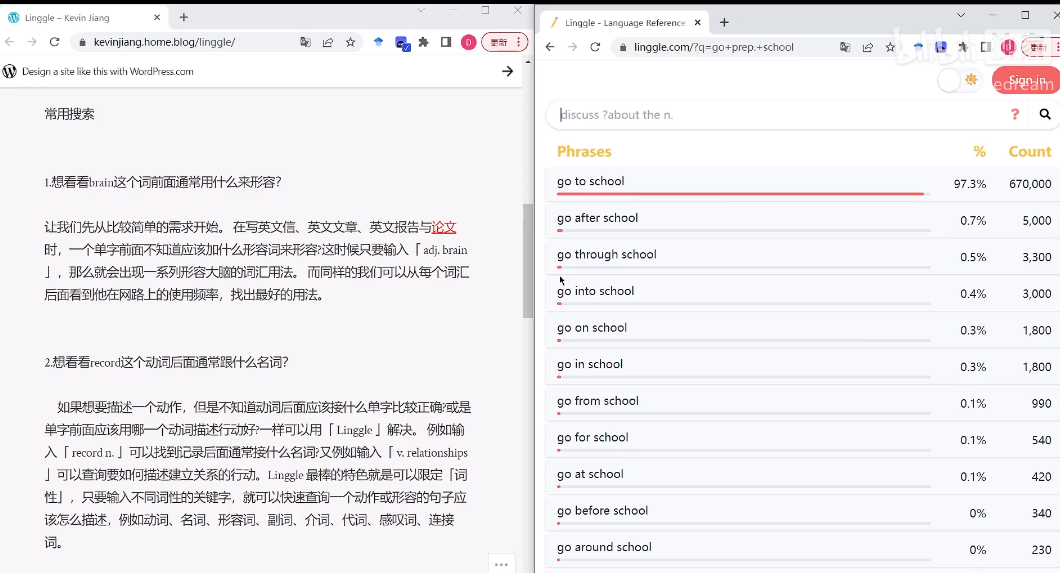 Linggle – Kevin Jiang
kevinjiang.home.blog/linggle/
D
更新
Design a site like this with WordPress.com
常用搜索
1.想看看brain这个词前面通常用什么来形容?
让我们先从比较简单的需求开始。 在写英文信、英文文章、英文报告与论文
时，一个单字前面不知道应该加什么形容词来形容?这时候只要输入「 adj. brain
」，那么就会出现一系列形容大脑的词汇用法。 而同样的我们可以从每个词汇
后面看到他在网路上的使用频率，找出最好的用法。
2.想看看record这个动词后面通常跟什么名词?
如果想要描述一个动作，但是不知道动词后面应该接什么单字比较正确?或是
单字前面应该用哪一个动词描述行动好?一样可以用「 Linggle 」解决。 例如输
入「 record n. 」可以找到记录后面通常接什么名词?又例如输入「 v. relationships
」可以查询要如何描述建立关系的行动。Linggle 最棒的特色就是可以限定「词
性」，只要输入不同词性的关键字，就可以快速查询一个动作或形容的句子应
该怎么描述，例如动词、名词、形容词、副词、介词、代词、感叹词、连接
词。
Linggle - Language Reference
linggle.com/?q=go+prep.+school
bilibili
Sign in
edream
discuss ?about the n.
?
Phrases % Count
go to school 97.3% 670,000
go after school 0.7% 5,000
go through school 0.5% 3,300
go into school 0.4% 3,000
go on school 0.3% 1,800
go in school 0.3% 1,800
go from school 0.1% 990
go for school 0.1% 540
go at school 0.1% 420
go before school 0% 340
go around school 0% 230